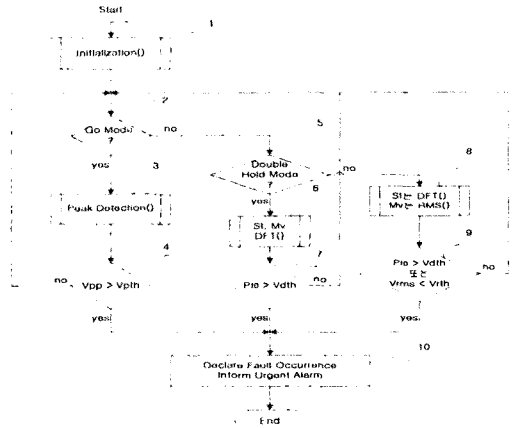 Start
1
Initialization()
2
Go Mode
?
no
5
yes
3
Double
Hold Mode
?
no
8
6
yes
Peak Detection()
St, Mv
DFT()
DFT()
RMS()
4
7
9
no
Vpp > Vpth
Pre > Vdth
no
Pre > Vdth
또는
Vrms < Vrth
no
yes
yes
yes
10
Declare Fault Occurrence
Inform Urgent Alarm
End